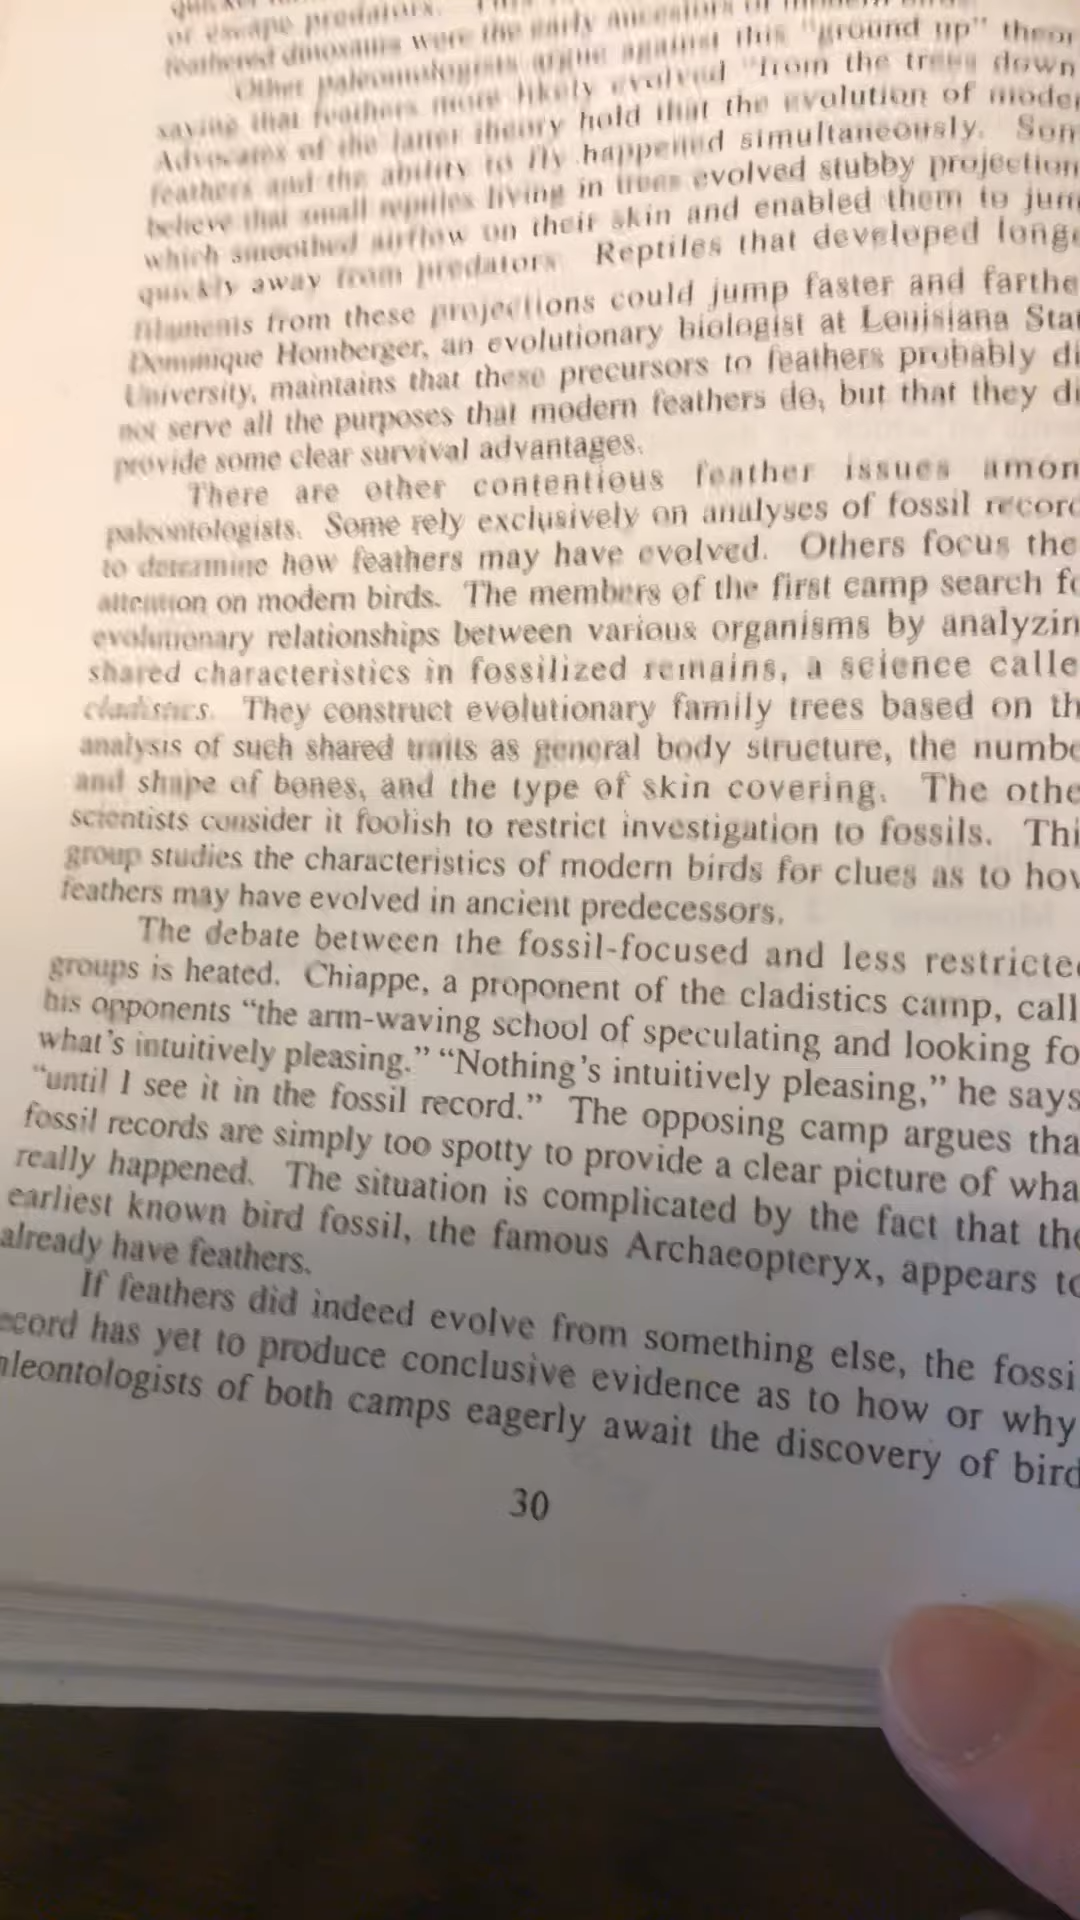 or escape predators.
feathered dinosaurs were the early ancestors of modern
Other paleontologists argue against this "ground up" theor
saying that feathers more likely evolved "from the trees down
Advocates of the latter theory hold that the evolution of moder
feathers and the ability to fly happened simultaneously. Som
believe that small reptiles living in trees evolved stubby projection
which smoothed airflow on their skin and enabled them to jum
quickly away from predators. Reptiles that developed longe
filaments from these projections could jump faster and farthe
Dominique Homberger, an evolutionary biologist at Louisiana Stat
University, maintains that these precursors to feathers probably di
not serve all the purposes that modern feathers do, but that they di
provide some clear survival advantages.
There are other contentious feather issues amon
paleontologists. Some rely exclusively on analyses of fossil record
to determine how feathers may have evolved. Others focus thei
attention on modern birds. The members of the first camp search fo
evolutionary relationships between various organisms by analyzin
shared characteristics in fossilized remains, a science calle
cladistics. They construct evolutionary family trees based on th
analysis of such shared traits as general body structure, the numbe
and shape of bones, and the type of skin covering. The othe
scientists consider it foolish to restrict investigation to fossils. Thi
group studies the characteristics of modern birds for clues as to how
feathers may have evolved in ancient predecessors.
The debate between the fossil-focused and less restricted
groups is heated. Chiappe, a proponent of the cladistics camp, call
his opponents “the arm-waving school of speculating and looking fo
what’s intuitively pleasing.” “Nothing’s intuitively pleasing,” he says
“until I see it in the fossil record.” The opposing camp argues tha
fossil records are simply too spotty to provide a clear picture of wha
really happened. The situation is complicated by the fact that the
earliest known bird fossil, the famous Archaeopteryx, appears to
already have feathers.
If feathers did indeed evolve from something else, the fossi
ecord has yet to produce conclusive evidence as to how or why
aleontologists of both camps eagerly await the discovery of bird
30